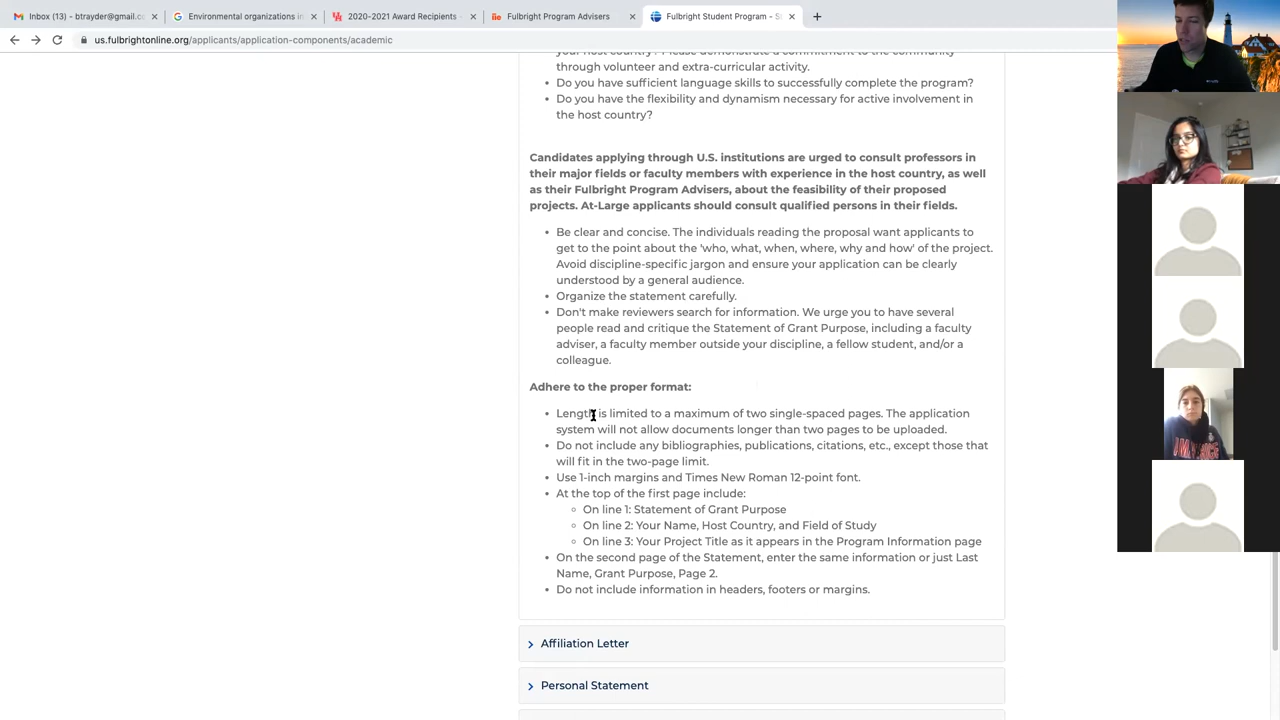 Inbox (13) - btrayder@gmail.c
Environmental organizations in
2020-2021 Award Recipients -
Fulbright Program Advisers
Fulbright Student Program - S
us.fulbrightonline.org/applicants/application-components/academic
your host country? Please demonstrate a commitment to the community
through volunteer and extra-curricular activity.
• Do you have sufficient language skills to successfully complete the program?
• Do you have the flexibility and dynamism necessary for active involvement in
the host country?
Candidates applying through U.S. institutions are urged to consult professors in
their major fields or faculty members with experience in the host country, as well
as their Fulbright Program Advisers, about the feasibility of their proposed
projects. At-Large applicants should consult qualified persons in their fields.
• Be clear and concise. The individuals reading the proposal want applicants to
get to the point about the 'who, what, when, where, why and how' of the project.
Avoid discipline-specific jargon and ensure your application can be clearly
understood by a general audience.
• Organize the statement carefully.
• Don't make reviewers search for information. We urge you to have several
people read and critique the Statement of Grant Purpose, including a faculty
adviser, a faculty member outside your discipline, a fellow student, and/or a
colleague.
Adhere to the proper format:
• Length is limited to a maximum of two single-spaced pages. The application
system will not allow documents longer than two pages to be uploaded.
• Do not include any bibliographies, publications, citations, etc., except those that
will fit in the two-page limit.
• Use 1-inch margins and Times New Roman 12-point font.
• At the top of the first page include:
◦ On line 1: Statement of Grant Purpose
◦ On line 2: Your Name, Host Country, and Field of Study
◦ On line 3: Your Project Title as it appears in the Program Information page
• On the second page of the Statement, enter the same information or just Last
Name, Grant Purpose, Page 2.
• Do not include information in headers, footers or margins.
Affiliation Letter
Personal Statement